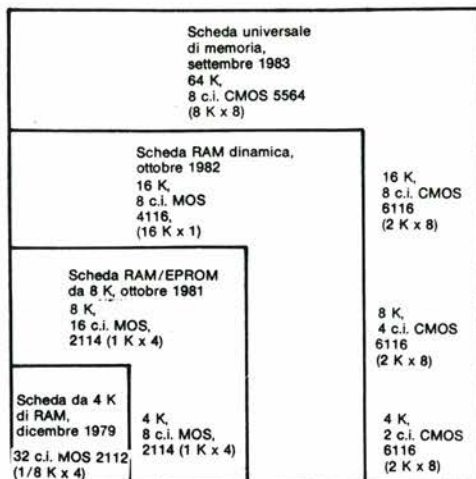 Scheda universale
di memoria,
settembre 1983
64 K,
8 c.i. CMOS 5564
(8 K x 8)
Scheda RAM dinamica,
ottobre 1982
16 K,
8 c.i. MOS
4116,
(16 K x 1)
16 K,
8 c.i. CMOS
6116
(2 K x 8)
Scheda RAM/EPROM
da 8 K, ottobre 1981
8 K,
16 c.i. MOS,
2114 (1 K x 4)
8 K,
4 c.i. CMOS
6116
(2 K x 8)
Scheda da 4 K
di RAM,
dicembre 1979
32 c.i. MOS 2112
(1/8 K x 4)
4 K,
8 c.i. MOS,
2114 (1 K x 4)
4 K,
2 c.i. CMOS
6116
(2 K x 8)